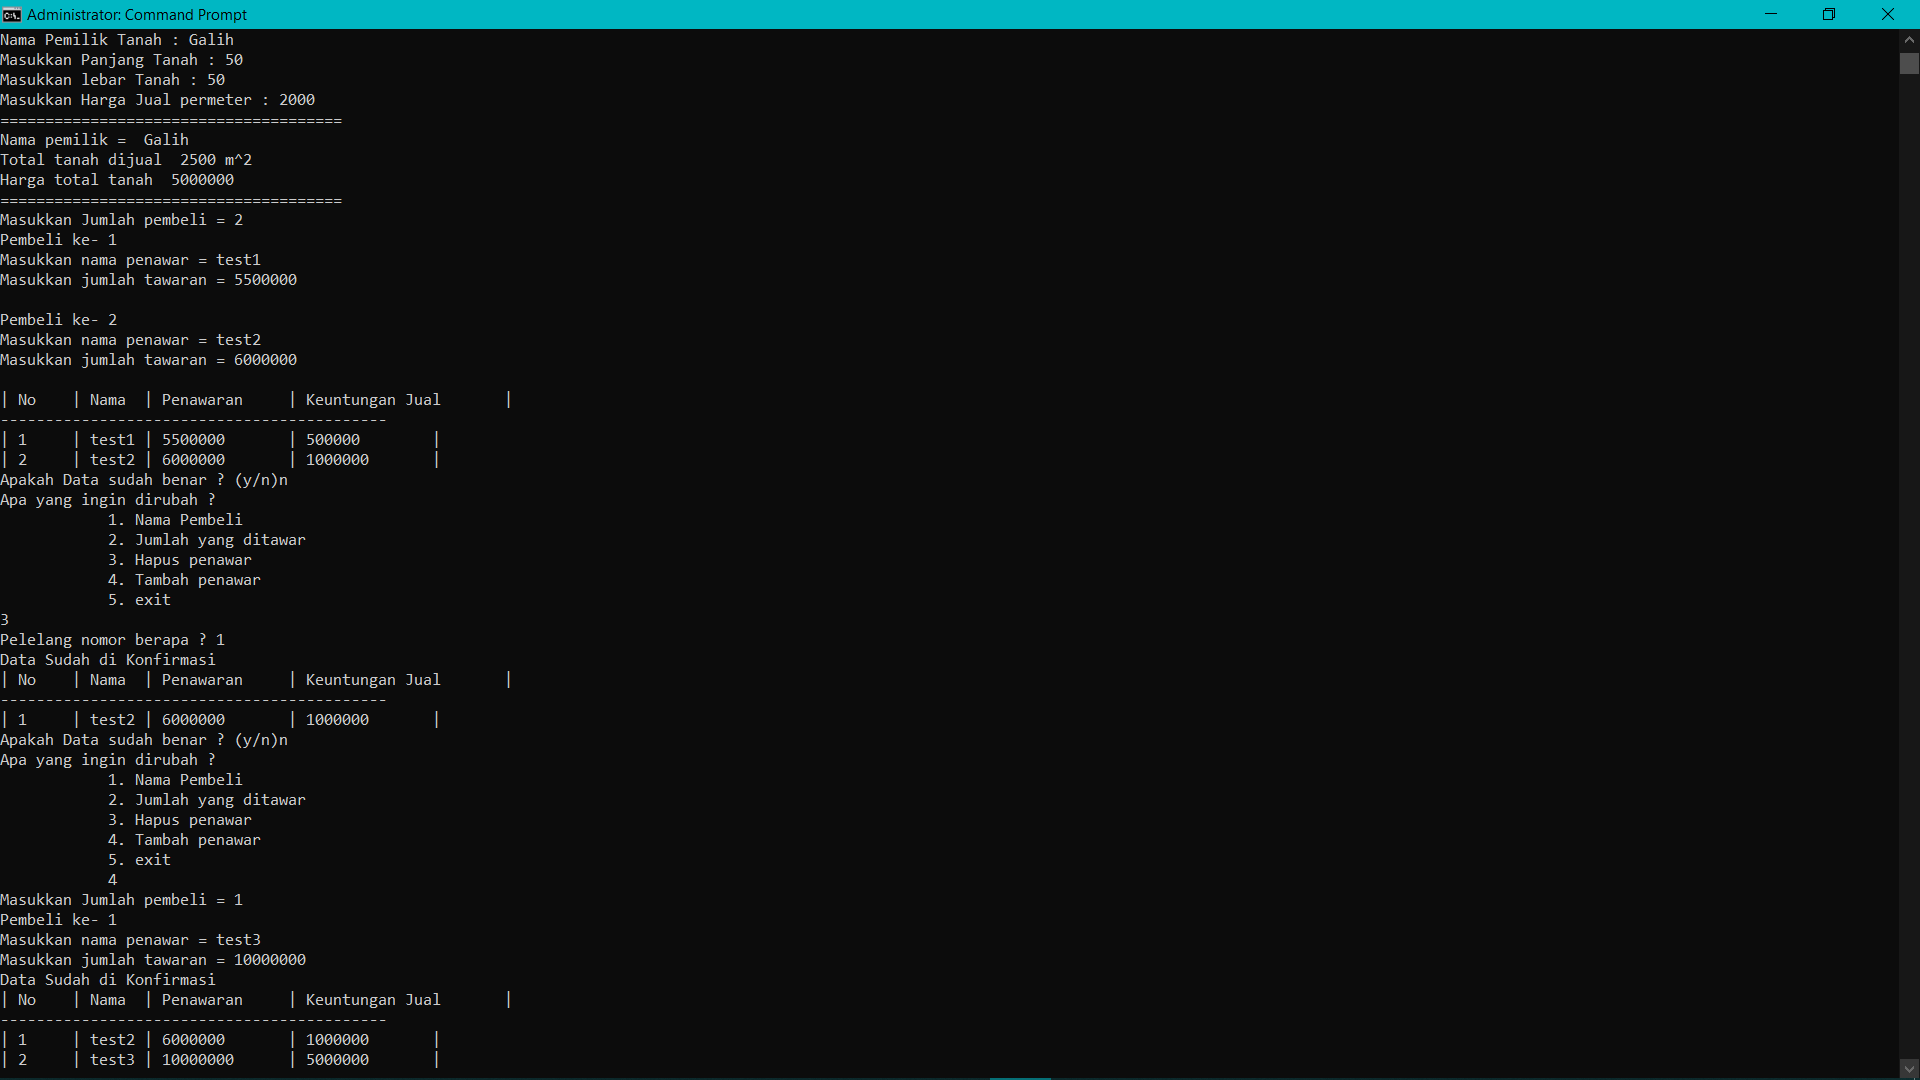 Administrator: Command Prompt
Nama Pemilik Tanah : Galih
Masukkan Panjang Tanah : 50
Masukkan lebar Tanah : 50
Masukkan Harga Jual permeter : 2000
======================================
Nama pemilik =  Galih
Total tanah dijual  2500 m^2
Harga total tanah  5000000
======================================
Masukkan Jumlah pembeli = 2
Pembeli ke- 1
Masukkan nama penawar = test1
Masukkan jumlah tawaran = 5500000

Pembeli ke- 2
Masukkan nama penawar = test2
Masukkan jumlah tawaran = 6000000

| No    | Nama  | Penawaran     | Keuntungan Jual       |
-------------------------------------------
| 1     | test1 | 5500000       | 500000        |
| 2     | test2 | 6000000       | 1000000       |
Apakah Data sudah benar ? (y/n)n
Apa yang ingin dirubah ?
            1. Nama Pembeli
            2. Jumlah yang ditawar
            3. Hapus penawar
            4. Tambah penawar
            5. exit
3
Pelelang nomor berapa ? 1
Data Sudah di Konfirmasi
| No    | Nama  | Penawaran     | Keuntungan Jual       |
-------------------------------------------
| 1     | test2 | 6000000       | 1000000       |
Apakah Data sudah benar ? (y/n)n
Apa yang ingin dirubah ?
            1. Nama Pembeli
            2. Jumlah yang ditawar
            3. Hapus penawar
            4. Tambah penawar
            5. exit
            4
Masukkan Jumlah pembeli = 1
Pembeli ke- 1
Masukkan nama penawar = test3
Masukkan jumlah tawaran = 10000000
Data Sudah di Konfirmasi
| No    | Nama  | Penawaran     | Keuntungan Jual       |
-------------------------------------------
| 1     | test2 | 6000000       | 1000000       |
| 2     | test3 | 10000000      | 5000000       |